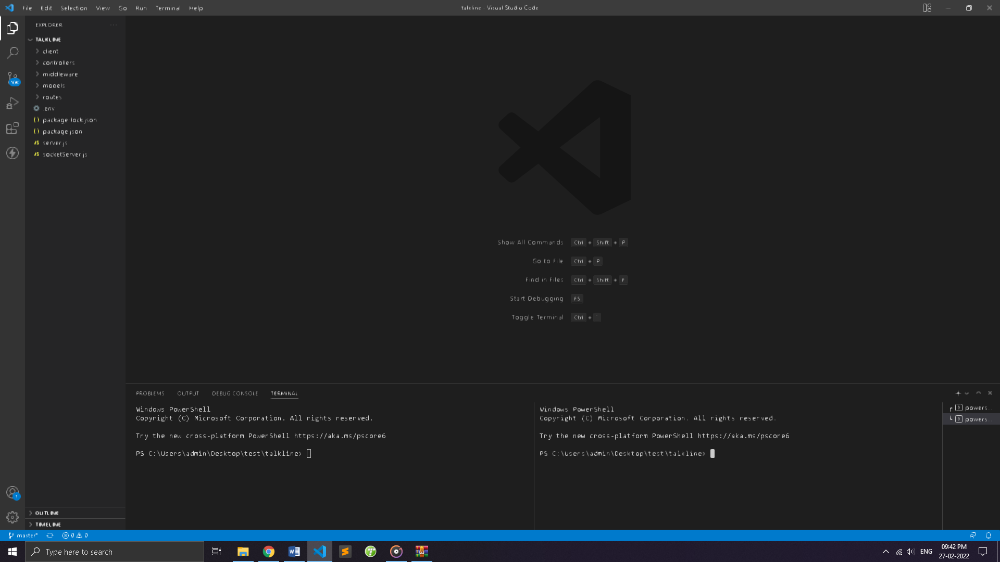 File Edit Selection View Go Run Terminal Help
talkline - Visual Studio Code
EXPLORER
TALKLINE
client
controllers
middleware
models
routes
.env
package-lock.json
package.json
JS server.js
JS socketServer.js
10K
Show All Commands Ctrl + Shift + P
Go to File Ctrl + P
Find in Files Ctrl + Shift + F
Start Debugging F5
Toggle Terminal Ctrl + `
PROBLEMS OUTPUT DEBUG CONSOLE TERMINAL
Windows PowerShell
Copyright (C) Microsoft Corporation. All rights reserved.
Try the new cross-platform PowerShell https://aka.ms/pscore6
PS C:\Users\admin\Desktop\test\talkline>
Windows PowerShell
Copyright (C) Microsoft Corporation. All rights reserved.
Try the new cross-platform PowerShell https://aka.ms/pscore6
PS C:\Users\admin\Desktop\test\talkline>
powers...
powers...
1
OUTLINE
TIMELINE
master* 0 0
Type here to search
ENG
09:42 PM
27-02-2022